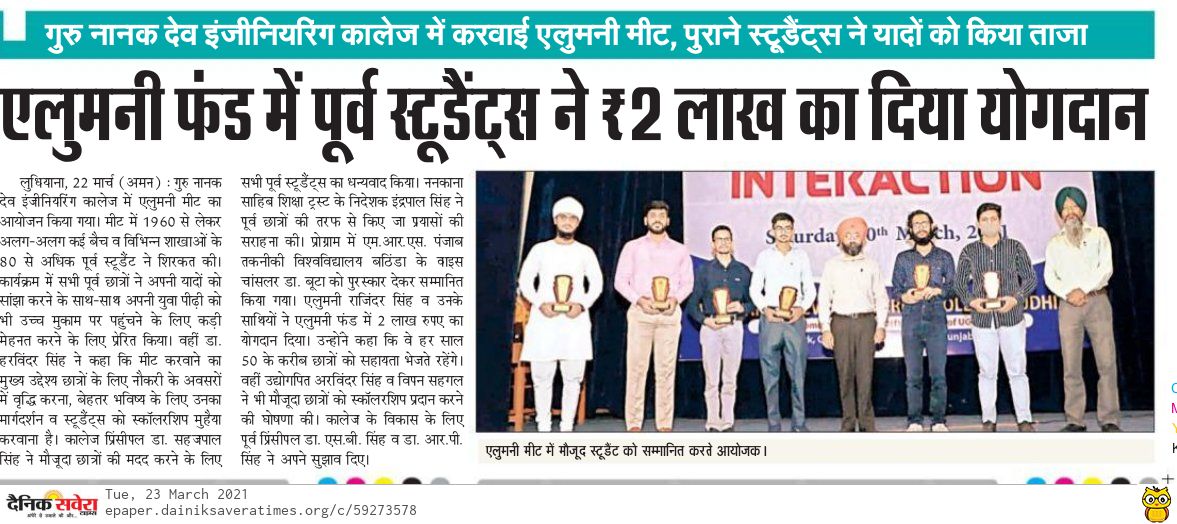 गुरु नानक देव इंजीनियरिंग कालेज में करवाई एलुमनी मीट, पुराने स्टूडैंट्स ने यादों को किया ताजा
एलुमनी फंड में पूर्व स्टूडैंट्स ने ₹2 लाख का दिया योगदान
लुधियाना, 22 मार्च (अमन) : गुरु नानक
देव इंजीनियरिंग कालेज में एलुमनी मीट का
आयोजन किया गया। मीट में 1960 से लेकर
अलग-अलग कई बैच व विभिन्न शाखाओं के
80 से अधिक पूर्व स्टूडैंट ने शिरकत की।
कार्यक्रम में सभी पूर्व छात्रों ने अपनी यादों को
सांझा करने के साथ-साथ अपनी युवा पीढ़ी को
भी उच्च मुकाम पर पहुंचने के लिए कड़ी
मेहनत करने के लिए प्रेरित किया। वहीं डा.
हरविंदर सिंह ने कहा कि मीट करवाने का
मुख्य उद्देश्य छात्रों के लिए नौकरी के अवसरों
में वृद्धि करना, बेहतर भविष्य के लिए उनका
मार्गदर्शन व स्टूडैंट्स को स्कॉलरशिप मुहैया
करवाना है। कालेज प्रिंसीपल डा. सहजपाल
सिंह ने मौजूदा छात्रों की मदद करने के लिए
सभी पूर्व स्टूडैंट्स का धन्यवाद किया। ननकाना
साहिब शिक्षा ट्रस्ट के निदेशक इंद्रपाल सिंह ने
पूर्व छात्रों की तरफ से किए जा प्रयासों की
सराहना की। प्रोग्राम में एम.आर.एस. पंजाब
तकनीकी विश्वविद्यालय बठिंडा के वाइस
चांसलर डा. बूटा को पुरस्कार देकर सम्मानित
किया गया। एलुमनी राजिंदर सिंह व उनके
साथियों ने एलुमनी फंड में 2 लाख रुपए का
योगदान दिया। उन्होंने कहा कि वे हर साल
50 के करीब छात्रों को सहायता भेजते रहेंगे।
वहीं उद्योगपित अरविंदर सिंह व विपन सहगल
ने भी मौजूदा छात्रों को स्कॉलरशिप प्रदान करने
की घोषणा की। कालेज के विकास के लिए
पूर्व प्रिंसीपल डा. एस.बी. सिंह व डा. आर.पी.
सिंह ने अपने सुझाव दिए।
INTERACTION
एलुमनी मीट में मौजूद स्टूडैंट को सम्मानित करते आयोजक।
दैनिक सवेरा
Tue, 23 March 2021
epaper.dainiksaveratimes.org/c/59273578